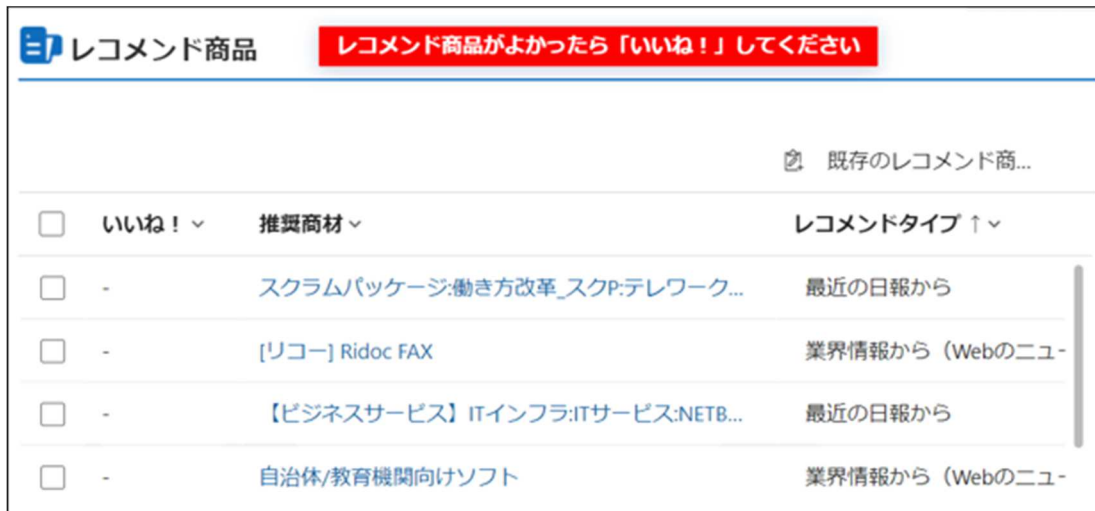 レコメンド商品 レコメンド商品がよかったら「いいね！」してください
既存のレコメンド商...
いいね！ 推奨商材 レコメンドタイプ ↑
- スクラムパッケージ:働き方改革_スクP:テレワーク... 最近の日報から
- [リコー] Ridoc FAX 業界情報から（Webのニュ-
- 【ビジネスサービス】ITインフラ:ITサービス:NETB... 最近の日報から
- 自治体/教育機関向けソフト 業界情報から（Webのニュ-